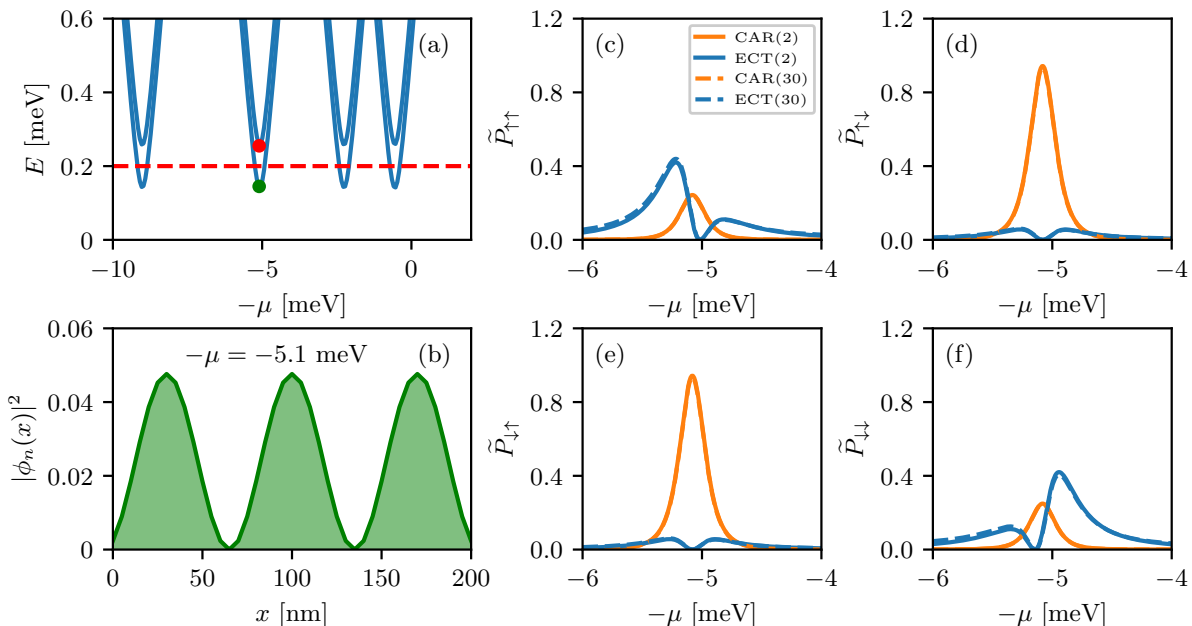 (a)
E [meV]
0.6
0.4
0.2
0
−10
−5
0
−μ [meV]
(b)
−μ = −5.1 meV
|ϕn(x)|²
0.06
0.04
0.02
0
0
50
100
150
200
x [nm]
(c)
CAR(2)
ECT(2)
CAR(30)
ECT(30)
P̃↑↑
1.2
0.8
0.4
0.0
−6
−5
−4
−μ [meV]
(d)
P̃↑↓
1.2
0.8
0.4
0.0
−6
−5
−4
−μ [meV]
(e)
P̃↓↑
1.2
0.8
0.4
0.0
−6
−5
−4
−μ [meV]
(f)
P̃↓↓
1.2
0.8
0.4
0.0
−6
−5
−4
−μ [meV]